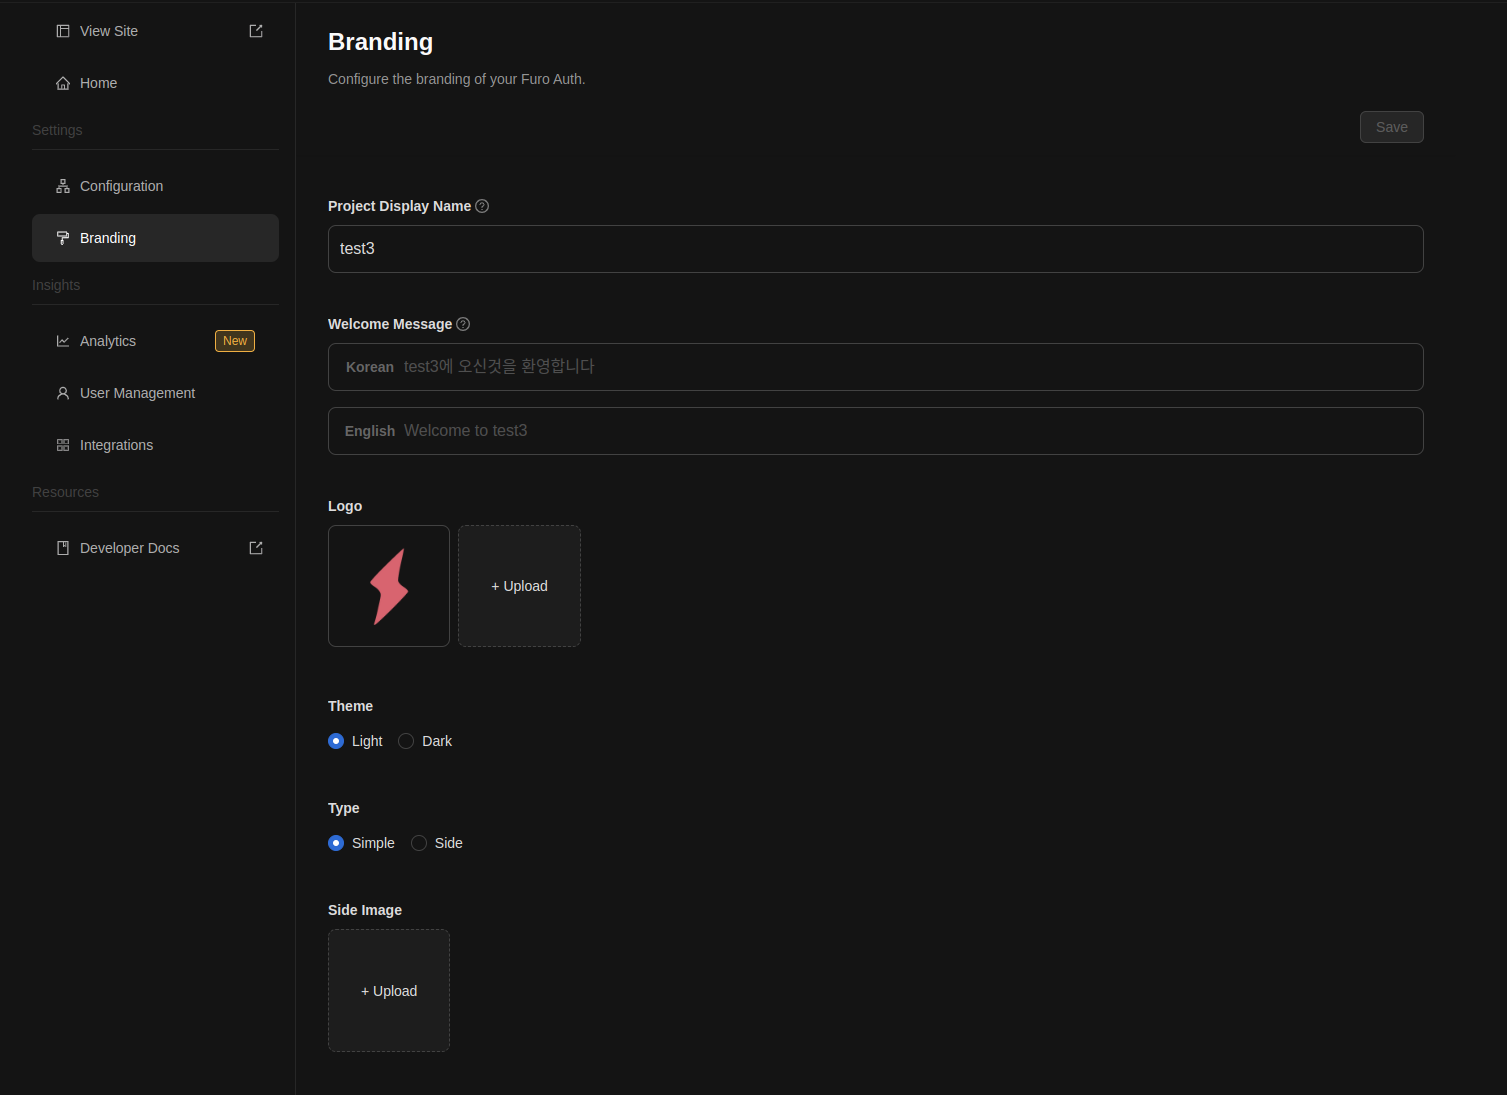 View Site
Home
Settings
Configuration
Branding
Insights
Analytics New
User Management
Integrations
Resources
Developer Docs
Branding
Configure the branding of your Furo Auth.
Save
Project Display Name
test3
Welcome Message
Korean test3에 오신것을 환영합니다
English Welcome to test3
Logo
+ Upload
Theme
Light Dark
Type
Simple Side
Side Image
+ Upload